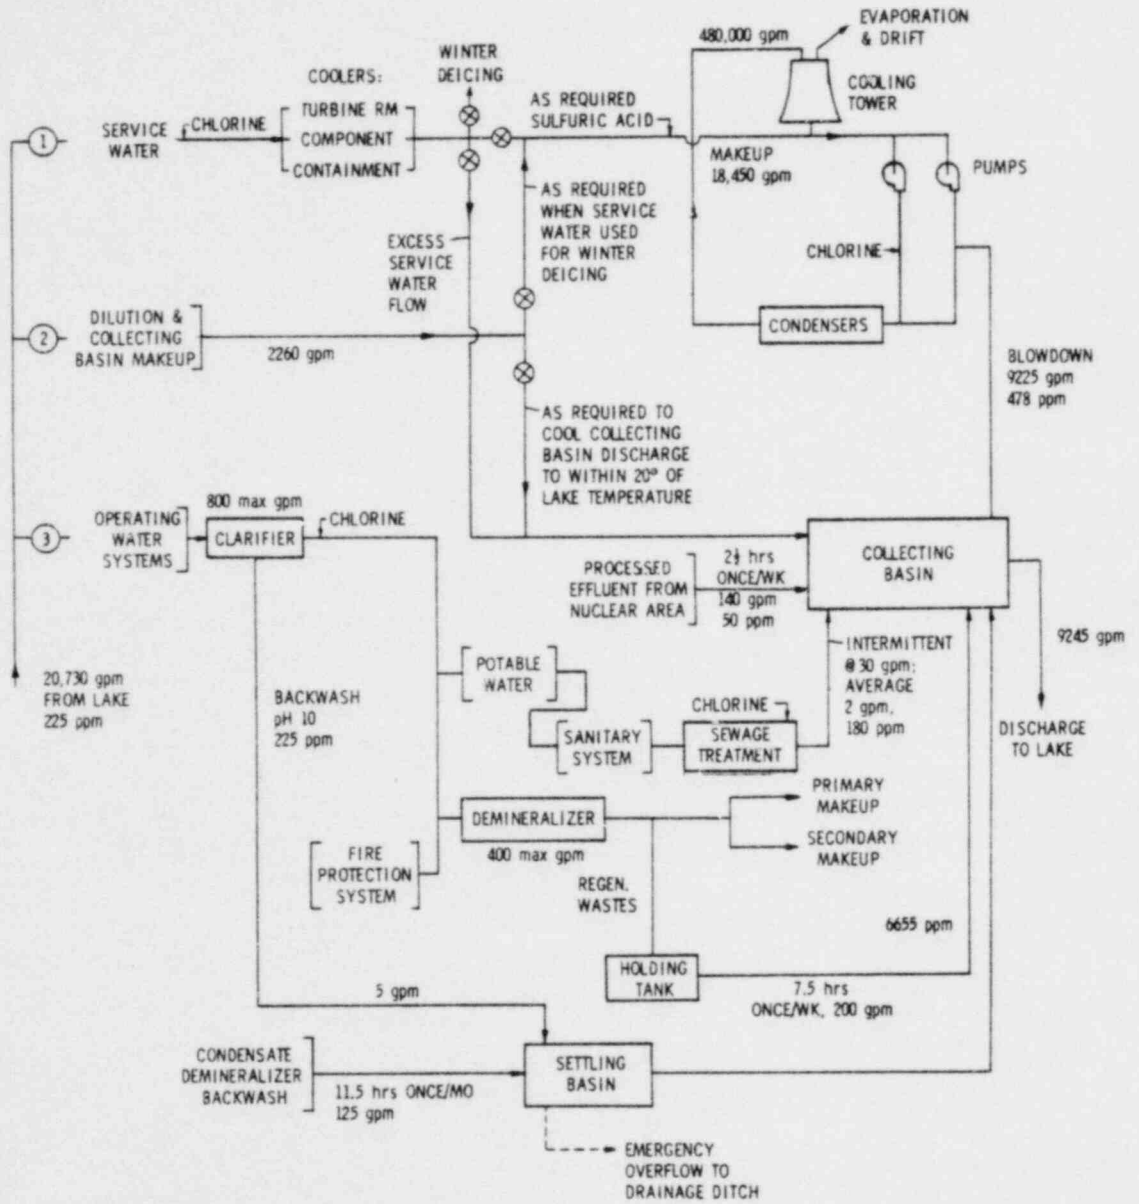 480,000 gpm
EVAPORATION
& DRIFT
WINTER
DEICING
COOLERS:
COOLING
TOWER
AS REQUIRED
SULFURIC ACID
TURBINE RM
COMPONENT
CONTAINMENT
1
SERVICE
WATER
CHLORINE
MAKEUP
18,450 gpm
PUMPS
AS REQUIRED
WHEN SERVICE
WATER USED
FOR WINTER
DEICING
EXCESS
SERVICE
WATER
FLOW
CHLORINE
2
DILUTION &
COLLECTING
BASIN MAKEUP
2260 gpm
CONDENSERS
BLOWDOWN
9225 gpm
478 ppm
AS REQUIRED TO
COOL COLLECTING
BASIN DISCHARGE
TO WITHIN 20° OF
LAKE TEMPERATURE
800 max gpm
3
OPERATING
WATER
SYSTEMS
CLARIFIER
CHLORINE
COLLECTING
BASIN
PROCESSED
EFFLUENT FROM
NUCLEAR AREA
2½ hrs
ONCE/WK
140 gpm
50 ppm
9245 gpm
INTERMITTENT
@ 30 gpm;
AVERAGE
2 gpm,
180 ppm
20,730 gpm
FROM LAKE
225 ppm
BACKWASH
pH 10
225 ppm
POTABLE
WATER
CHLORINE
SANITARY
SYSTEM
SEWAGE
TREATMENT
DISCHARGE
TO LAKE
PRIMARY
MAKEUP
DEMINERALIZER
400 max gpm
SECONDARY
MAKEUP
FIRE
PROTECTION
SYSTEM
REGEN.
WASTES
6655 ppm
HOLDING
TANK
7.5 hrs
ONCE/WK, 200 gpm
5 gpm
CONDENSATE
DEMINERALIZER
BACKWASH
11.5 hrs ONCE/MO
125 gpm
SETTLING
BASIN
EMERGENCY
OVERFLOW TO
DRAINAGE DITCH